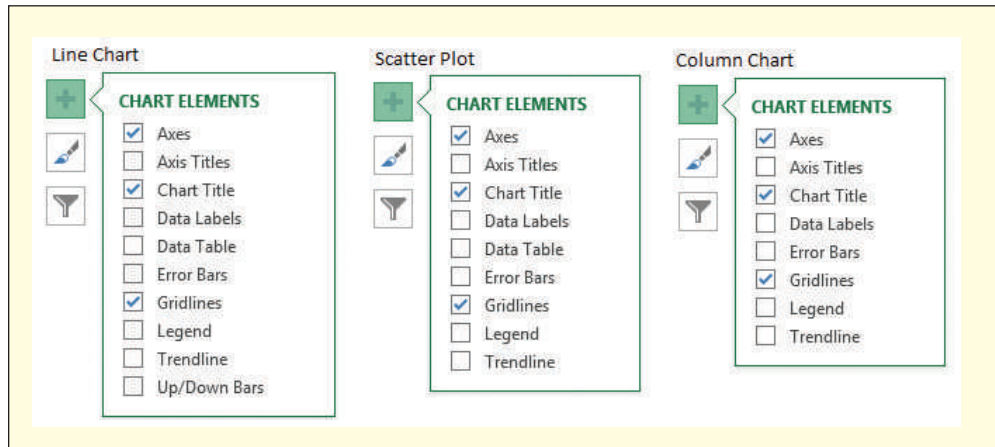 Line Chart
CHART ELEMENTS
Axes
Axis Titles
Chart Title
Data Labels
Data Table
Error Bars
Gridlines
Legend
Trendline
Up/Down Bars
Scatter Plot
CHART ELEMENTS
Axes
Axis Titles
Chart Title
Data Labels
Data Table
Error Bars
Gridlines
Legend
Trendline
Column Chart
CHART ELEMENTS
Axes
Axis Titles
Chart Title
Data Labels
Error Bars
Gridlines
Legend
Trendline